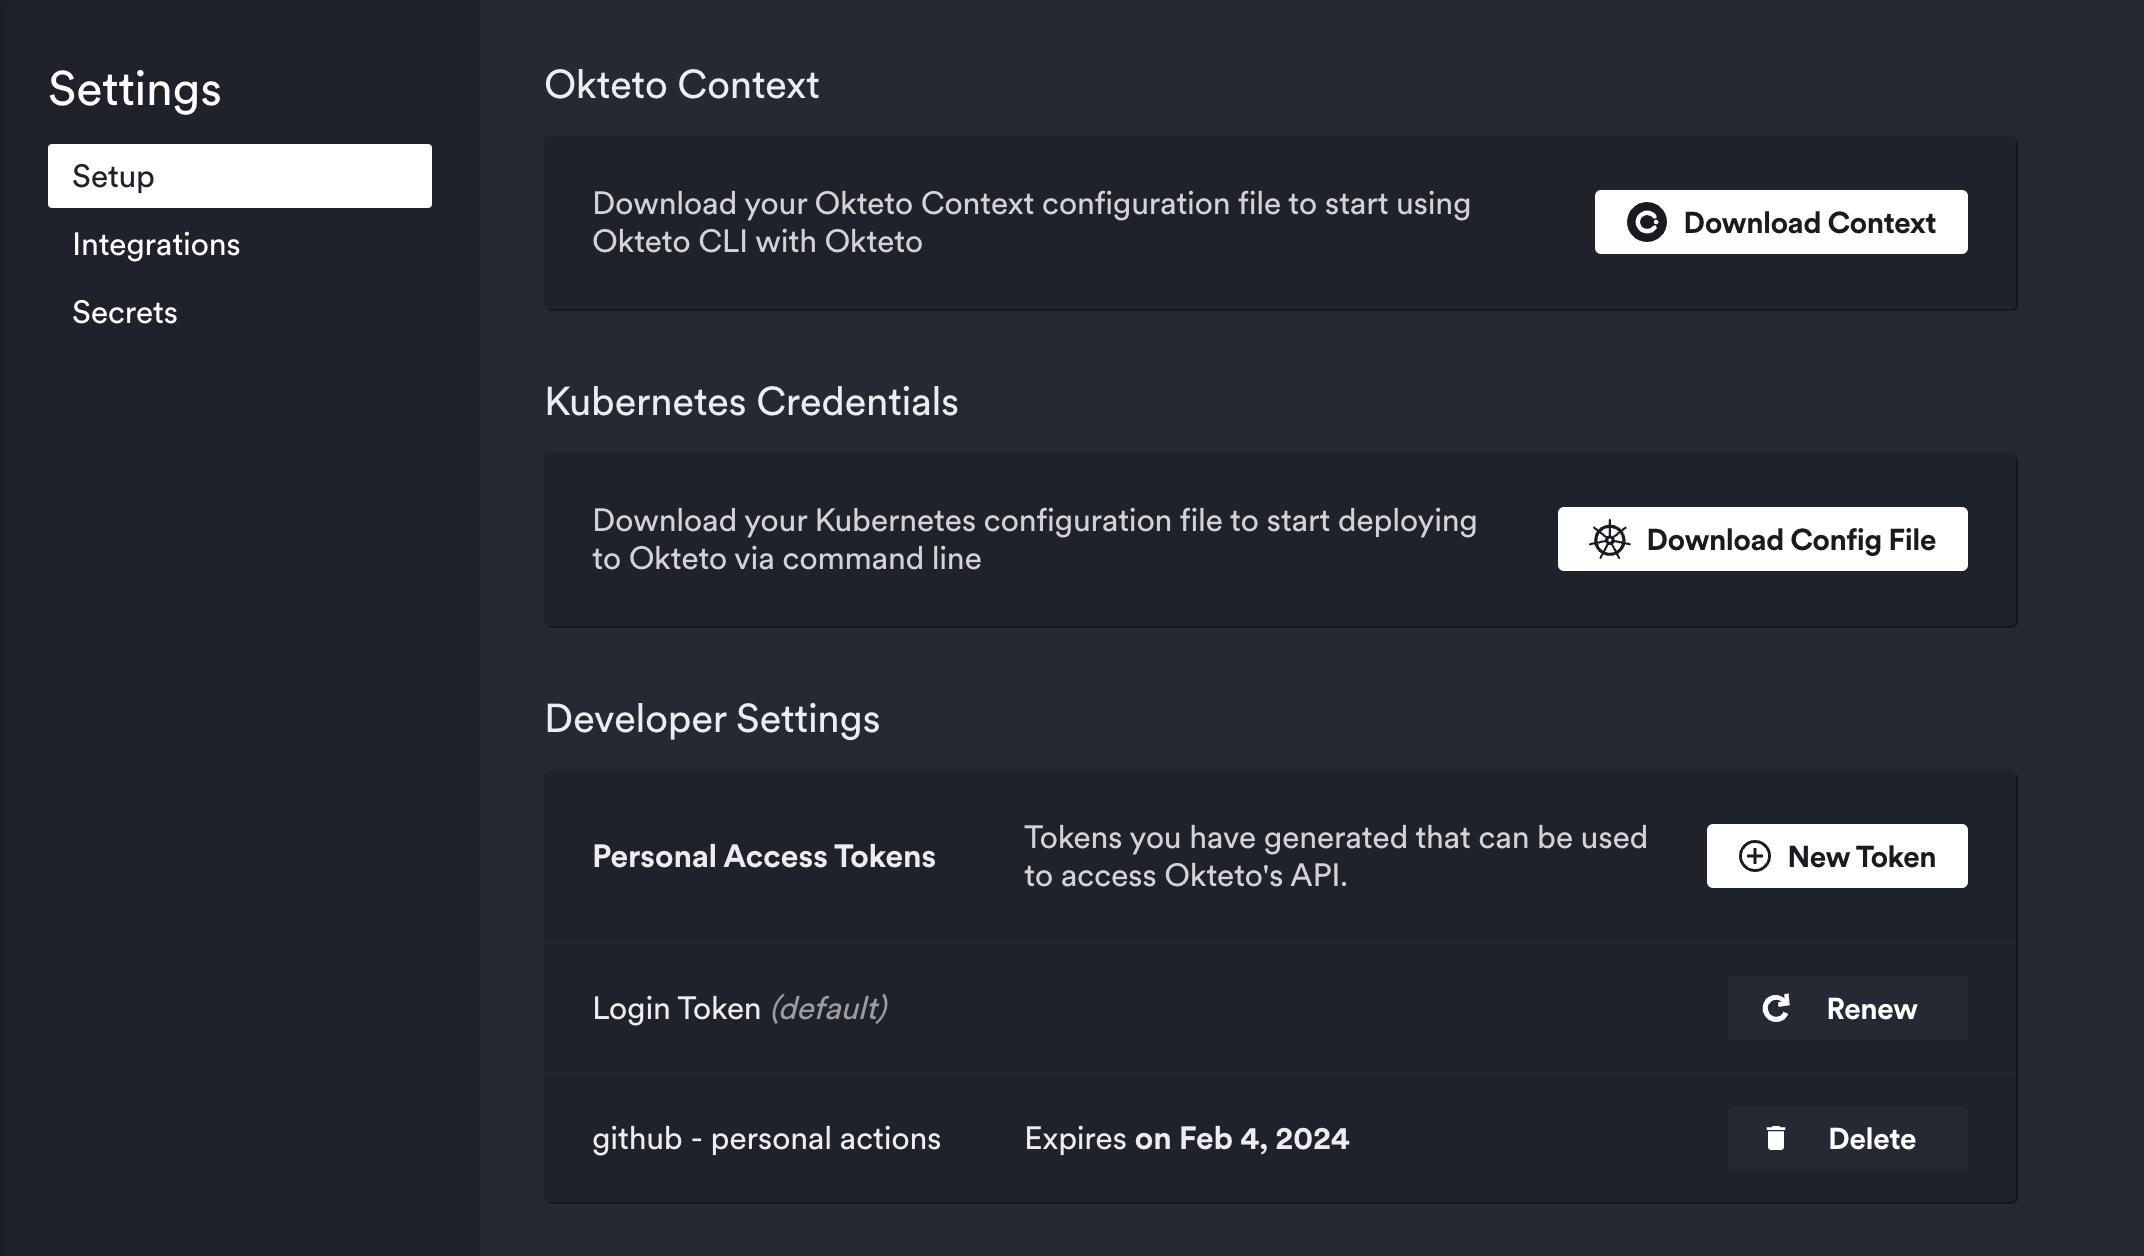 Settings
Setup
Integrations
Secrets
Okteto Context
Download your Okteto Context configuration file to start using
Okteto CLI with Okteto
Download Context
Kubernetes Credentials
Download your Kubernetes configuration file to start deploying
to Okteto via command line
Download Config File
Developer Settings
Personal Access Tokens
Tokens you have generated that can be used
to access Okteto's API.
New Token
Login Token (default)
Renew
github - personal actions
Expires on Feb 4, 2024
Delete